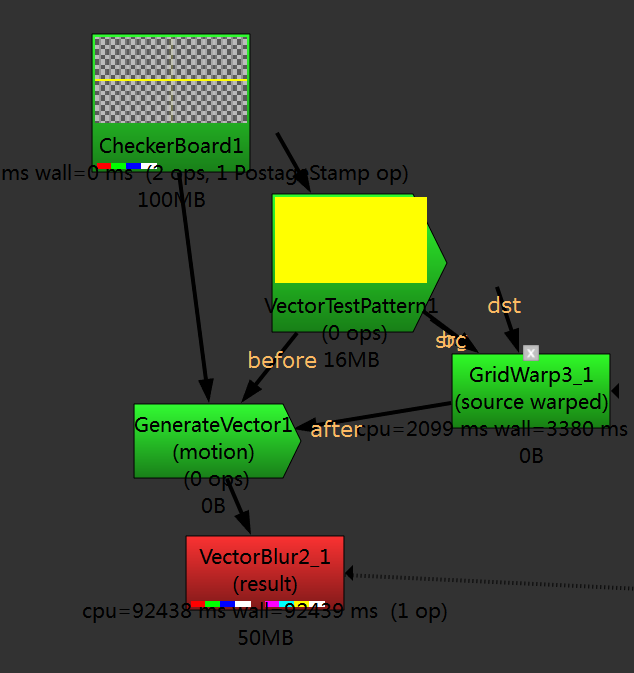 CheckerBoard1
ms wall=0 ms (2 ops, 1 PostageStamp op)
100MB
VectorTestPattern1
(0 ops)
16MB
dst
src
before
GridWarp3_1
(source warped)
cpu=2099 ms wall=3380 ms
0B
after
GenerateVector1
(motion)
(0 ops)
0B
VectorBlur2_1
(result)
cpu=92438 ms wall=92439 ms (1 op)
50MB